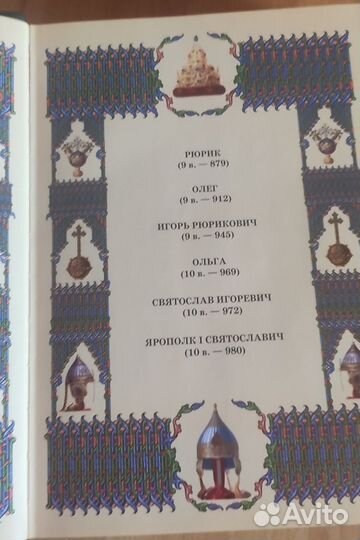 РЮРИК
(9 в. — 879)
ОЛЕГ
(9 в. — 912)
ИГОРЬ РЮРИКОВИЧ
(9 в. — 945)
ОЛЬГА
(10 в. — 969)
СВЯТОСЛАВ ИГОРЕВИЧ
(10 в. — 972)
ЯРОПОЛК I СВЯТОСЛАВИЧ
(10 в. — 980)
Avito